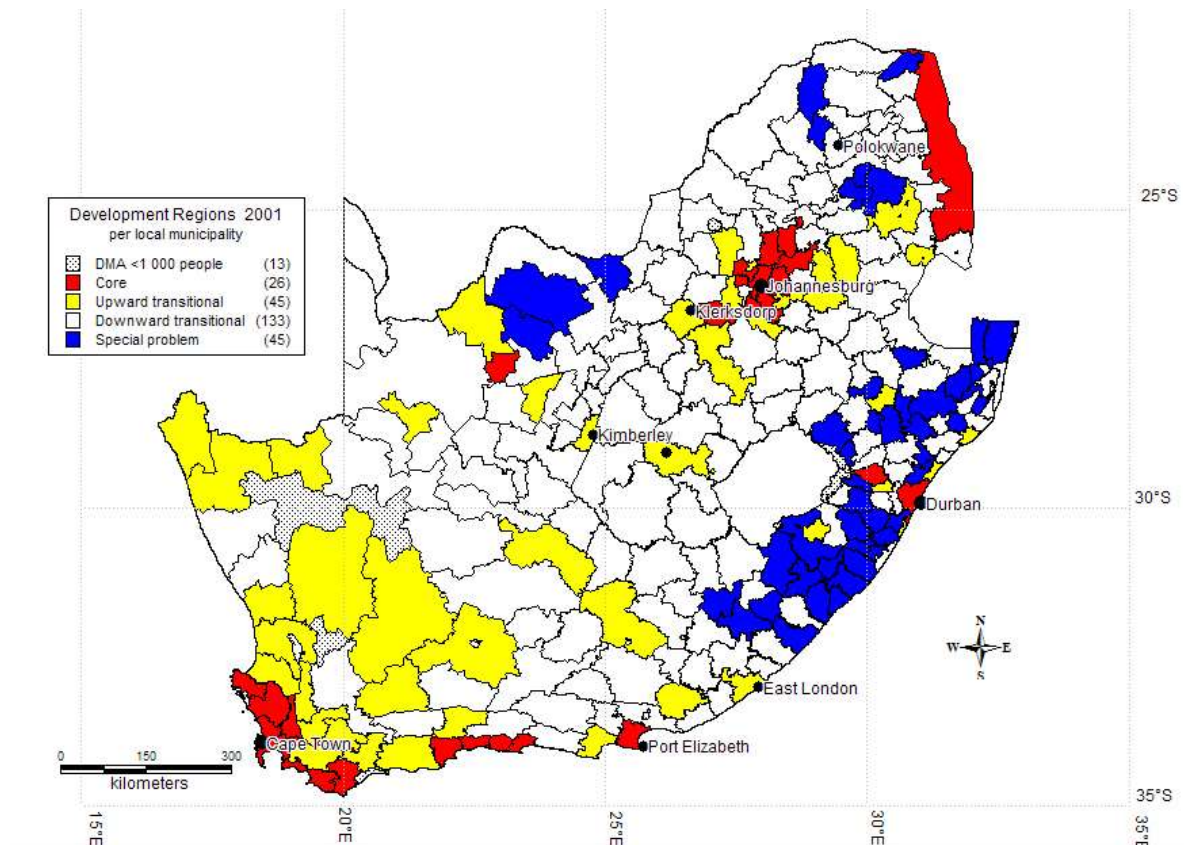 Polokwane
25°S
Development Regions 2001
per local municipality
DMA <1 000 people (13)
Core (26)
Upward transitional (45)
Downward transitional (133)
Special problem (45)
Johannesburg
Klerksdorp
Kimberley
30°S
Durban
N
W E
S
East London
Cape Town
Port Elizabeth
0 150 300
kilometers
35°S
15°E
20°E
25°E
30°E
35°E